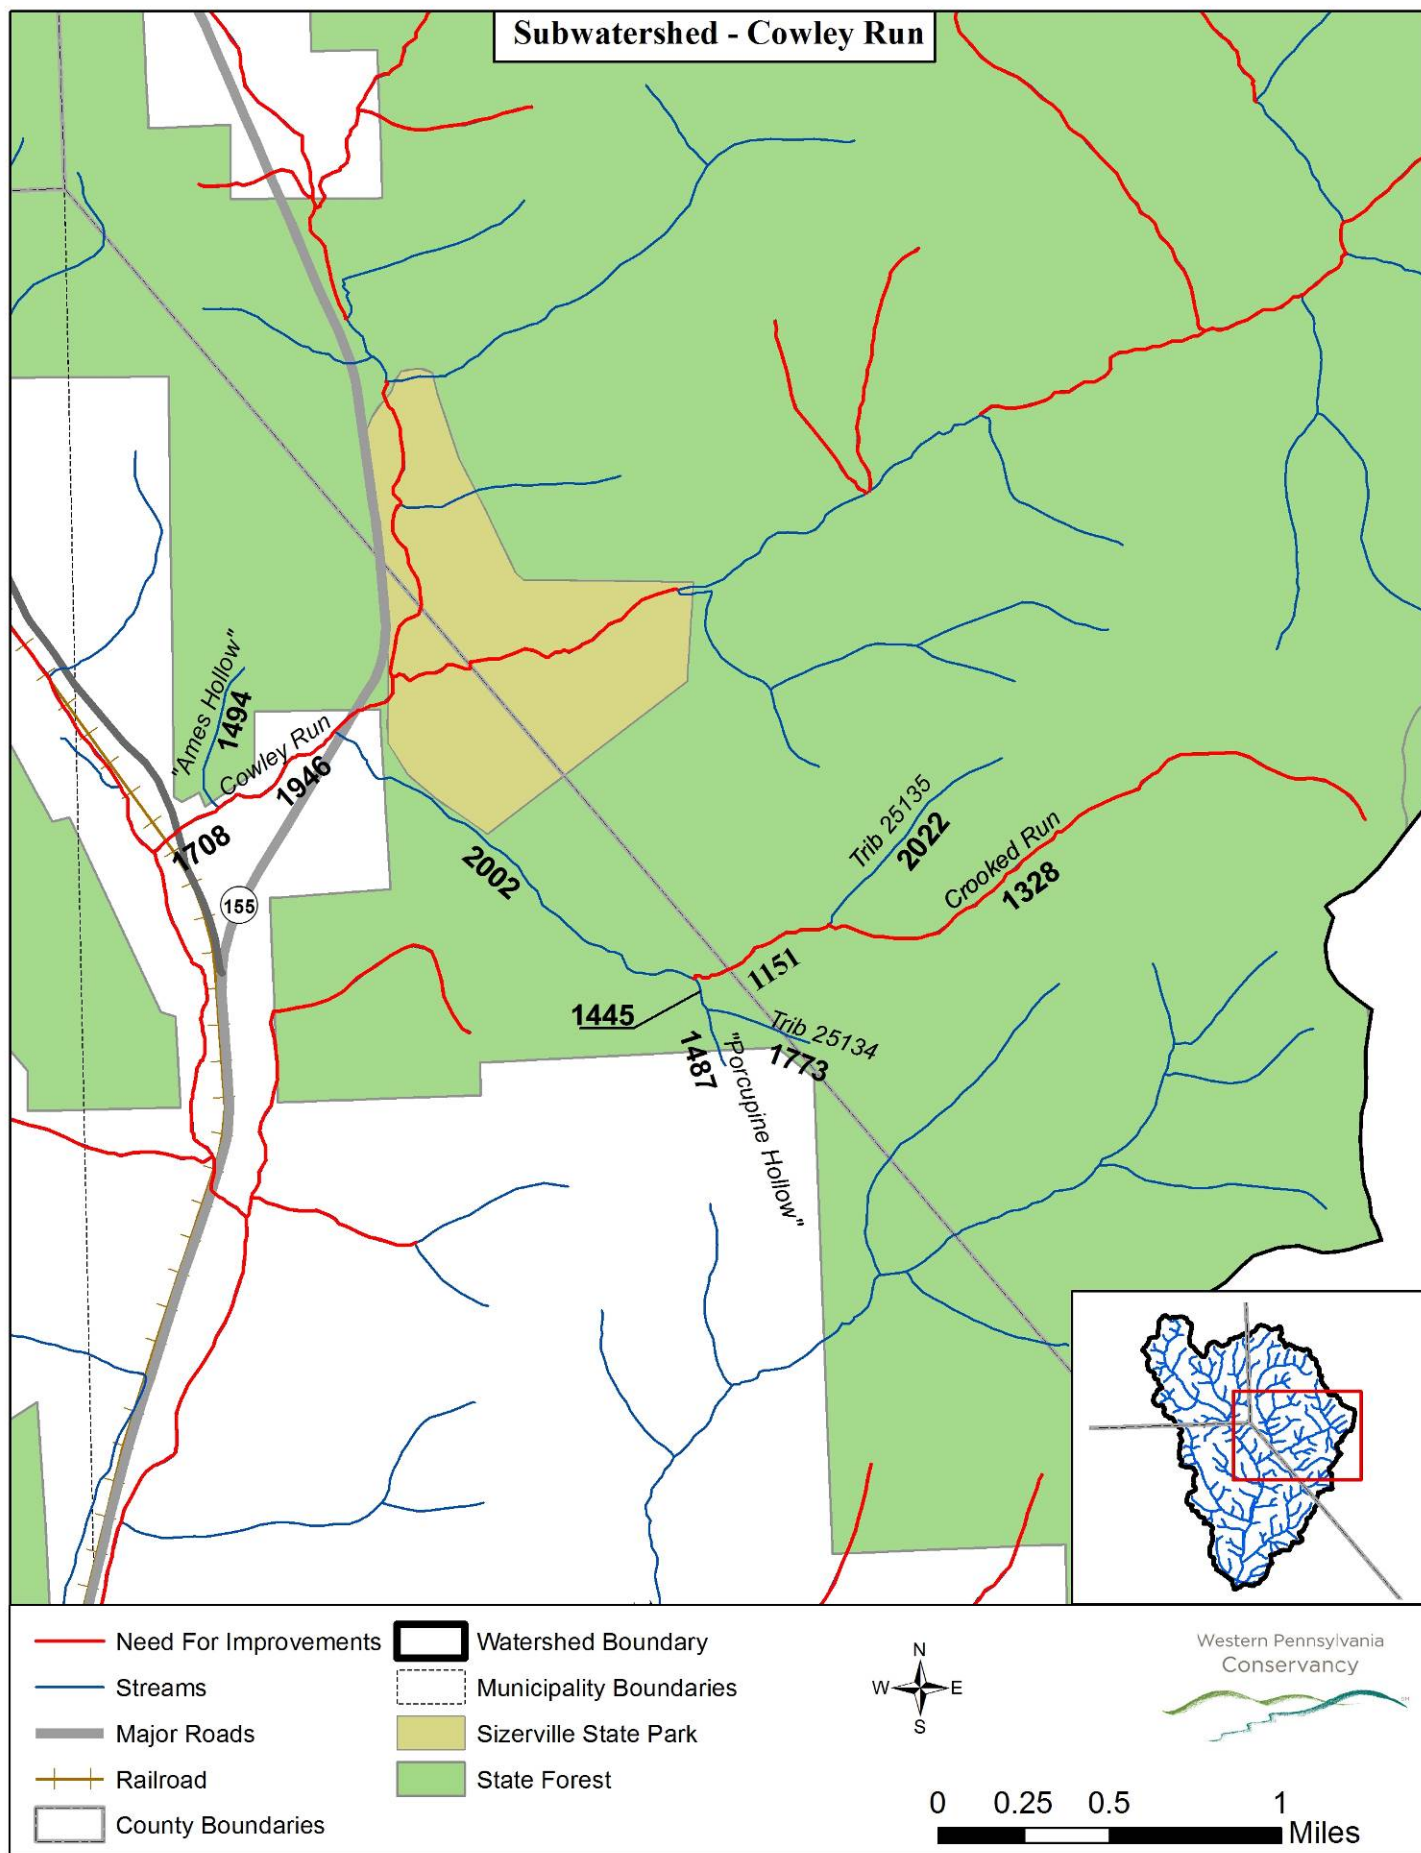 Subwatershed - Cowley Run
"Ames Hollow"
1494
Cowley Run
1946
1708
155
2002
Trib 25135
2022
Crooked Run
1328
1151
1445
Trib 25134
1773
1487
"Porcupine Hollow"
Need For Improvements
Streams
Major Roads
Railroad
County Boundaries
Watershed Boundary
Municipality Boundaries
Sizerville State Park
State Forest
N
W E
S
Western Pennsylvania
Conservancy
0 0.25 0.5 1
Miles